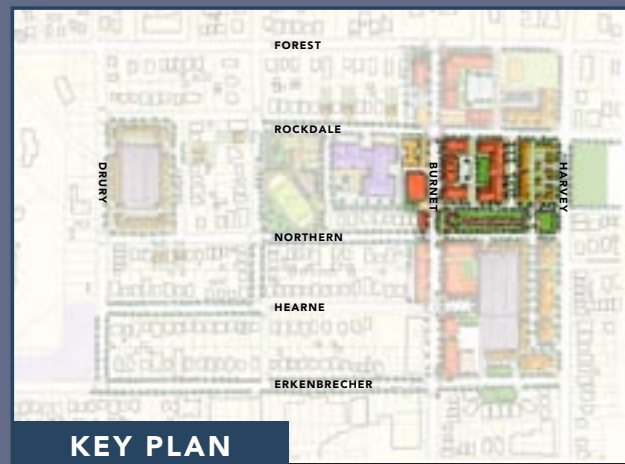 FOREST
ROCKDALE
DRURY
BURNET
HARVEY
NORTHERN
HEARNE
ERKENBRECHER
KEY PLAN